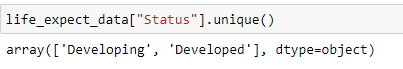 life_expect_data["Status"].unique()
array(['Developing', 'Developed'], dtype=object)